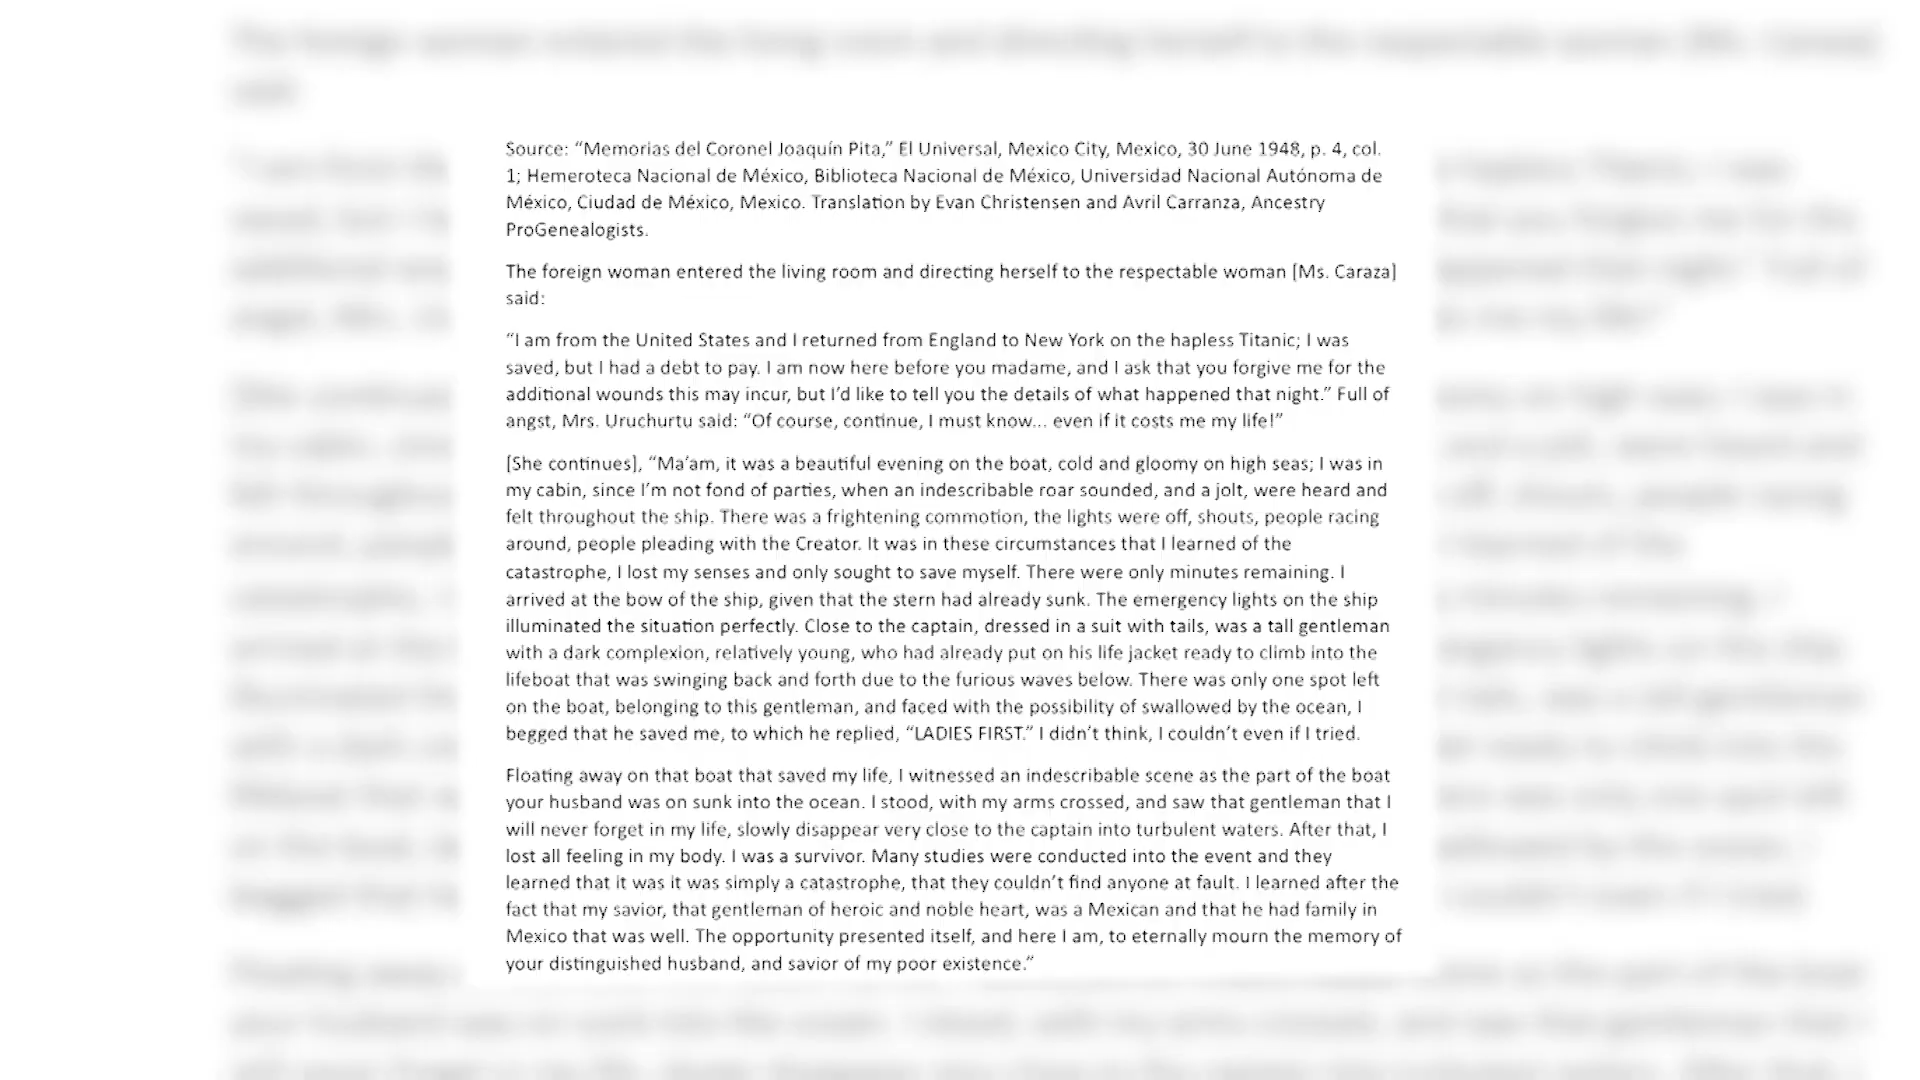 Source: “Memorias del Coronel Joaquín Pita,” El Universal, Mexico City, Mexico, 30 June 1948, p. 4, col.
1; Hemeroteca Nacional de México, Biblioteca Nacional de México, Universidad Nacional Autónoma de
México, Ciudad de México, Mexico. Translation by Evan Christensen and Avril Carranza, Ancestry
ProGenealogists.
The foreign woman entered the living room and directing herself to the respectable woman [Ms. Caraza]
said:
“I am from the United States and I returned from England to New York on the hapless Titanic; I was
saved, but I had a debt to pay. I am now here before you madame, and I ask that you forgive me for the
additional wounds this may incur, but I’d like to tell you the details of what happened that night.” Full of
angst, Mrs. Uruchurtu said: “Of course, continue, I must know... even if it costs me my life!”
[She continues], “Ma’am, it was a beautiful evening on the boat, cold and gloomy on high seas; I was in
my cabin, since I’m not fond of parties, when an indescribable roar sounded, and a jolt, were heard and
felt throughout the ship. There was a frightening commotion, the lights were off, shouts, people racing
around, people pleading with the Creator. It was in these circumstances that I learned of the
catastrophe, I lost my senses and only sought to save myself. There were only minutes remaining. I
arrived at the bow of the ship, given that the stern had already sunk. The emergency lights on the ship
illuminated the situation perfectly. Close to the captain, dressed in a suit with tails, was a tall gentleman
with a dark complexion, relatively young, who had already put on his life jacket ready to climb into the
lifeboat that was swinging back and forth due to the furious waves below. There was only one spot left
on the boat, belonging to this gentleman, and faced with the possibility of swallowed by the ocean, I
begged that he saved me, to which he replied, “LADIES FIRST.” I didn’t think, I couldn’t even if I tried.
Floating away on that boat that saved my life, I witnessed an indescribable scene as the part of the boat
your husband was on sunk into the ocean. I stood, with my arms crossed, and saw that gentleman that I
will never forget in my life, slowly disappear very close to the captain into turbulent waters. After that, I
lost all feeling in my body. I was a survivor. Many studies were conducted into the event and they
learned that it was it was simply a catastrophe, that they couldn’t find anyone at fault. I learned after the
fact that my savior, that gentleman of heroic and noble heart, was a Mexican and that he had family in
Mexico that was well. The opportunity presented itself, and here I am, to eternally mourn the memory of
your distinguished husband, and savior of my poor existence.”